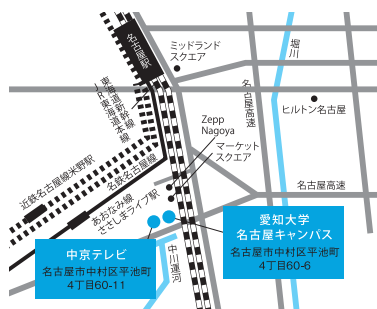 名古屋駅
ミッドランド
スクエア
堀川
JR東海道本線
東海道新幹線
名古屋高速
ヒルトン名古屋
Zepp
Nagoya
マーケット
スクエア
近鉄名古屋線米野駅
名鉄名古屋線
あおなみ線
ささしまライブ駅
名古屋高速
愛知大学
名古屋キャンパス
名古屋市中村区平池町
4丁目60-6
中京テレビ
名古屋市中村区平池町
4丁目60-11
中川運河